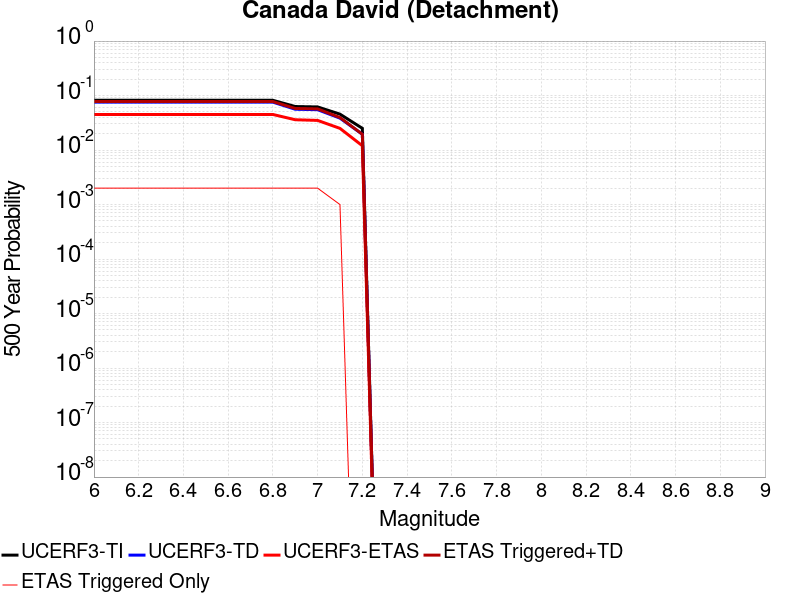 Canada David (Detachment)
10^0
10^-1
10^-2
10^-3
10^-4
10^-5
10^-6
10^-7
10^-8
500 Year Probability
6 6.2 6.4 6.6 6.8 7 7.2 7.4 7.6 7.8 8 8.2 8.4 8.6 8.8 9
Magnitude
UCERF3-TI UCERF3-TD UCERF3-ETAS ETAS Triggered+TD
ETAS Triggered Only